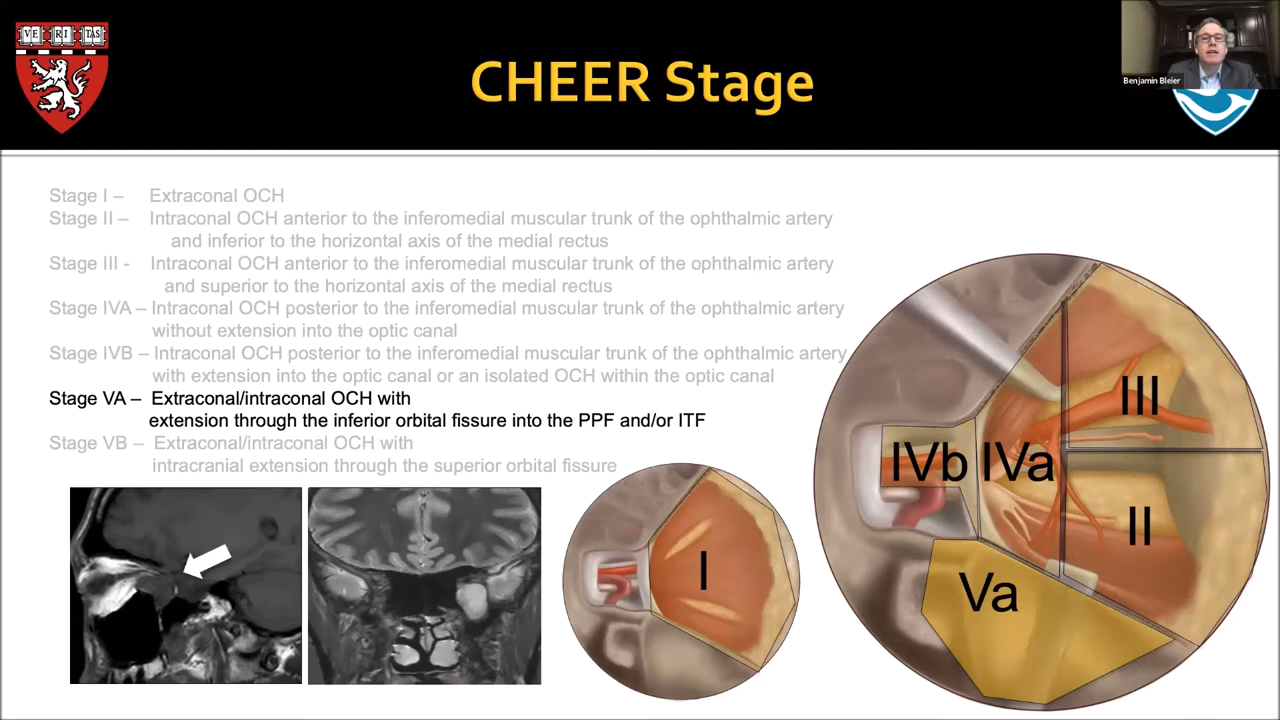 VE RI TAS
CHEER Stage
Benjamin Bleier
Stage I – Extraconal OCH
Stage II – Intraconal OCH anterior to the inferomedial muscular trunk of the ophthalmic artery
and inferior to the horizontal axis of the medial rectus
Stage III - Intraconal OCH anterior to the inferomedial muscular trunk of the ophthalmic artery
and superior to the horizontal axis of the medial rectus
Stage IVA – Intraconal OCH posterior to the inferomedial muscular trunk of the ophthalmic artery
without extension into the optic canal
Stage IVB – Intraconal OCH posterior to the inferomedial muscular trunk of the ophthalmic artery
with extension into the optic canal or an isolated OCH within the optic canal
Stage VA – Extraconal/intraconal OCH with
extension through the inferior orbital fissure into the PPF and/or ITF
Stage VB – Extraconal/intraconal OCH with
intracranial extension through the superior orbital fissure
I
III
IVb IVa
II
Va